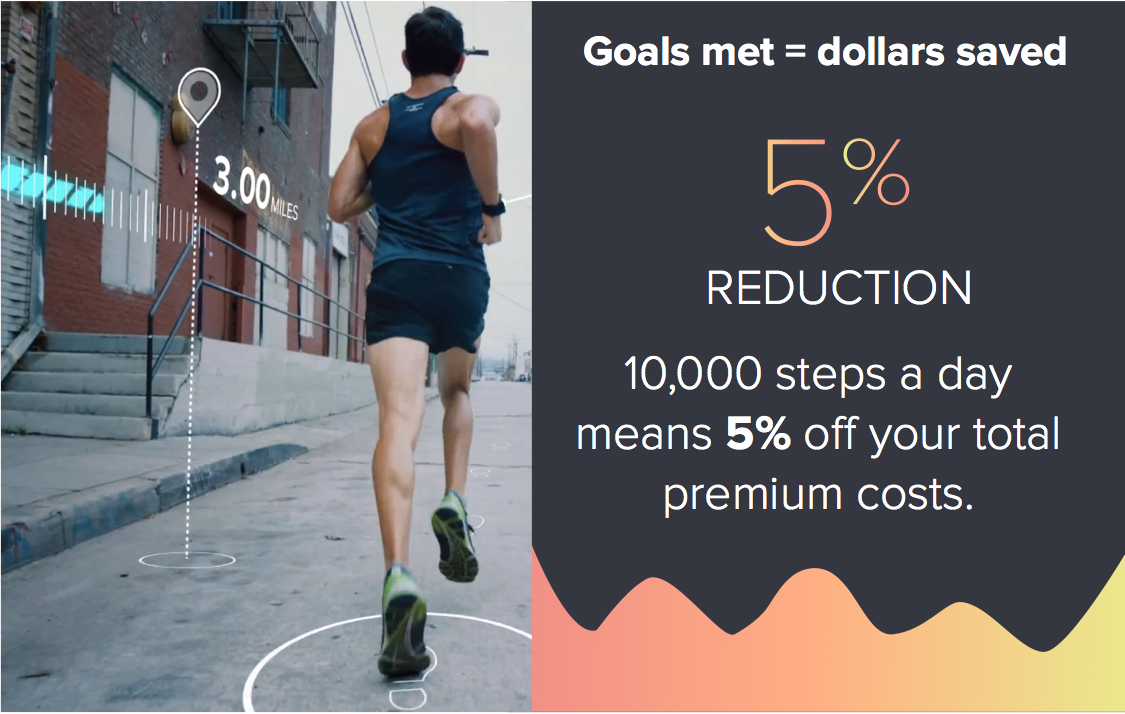 3.00 MILES
Goals met = dollars saved
5%
REDUCTION
10,000 steps a day
means 5% off your total
premium costs.